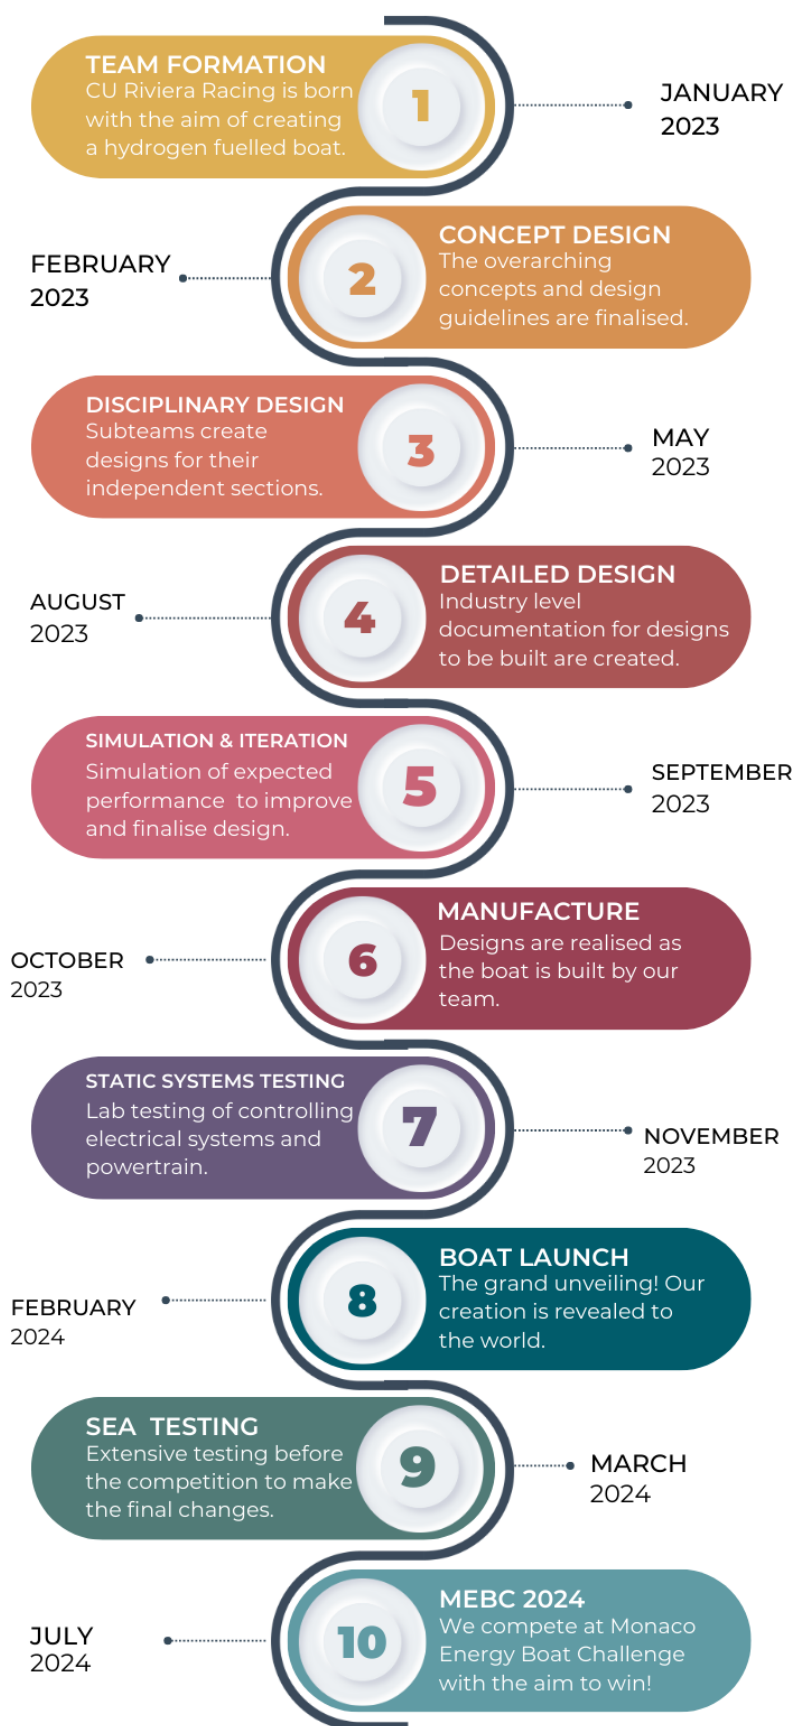 TEAM FORMATION
CU Riviera Racing is born
with the aim of creating
a hydrogen fuelled boat.
1
JANUARY
2023
FEBRUARY
2023
2
CONCEPT DESIGN
The overarching
concepts and design
guidelines are finalised.
DISCIPLINARY DESIGN
Subteams create
designs for their
independent sections.
3
MAY
2023
AUGUST
2023
4
DETAILED DESIGN
Industry level
documentation for designs
to be built are created.
SIMULATION & ITERATION
Simulation of expected
performance to improve
and finalise design.
5
SEPTEMBER
2023
OCTOBER
2023
6
MANUFACTURE
Designs are realised as
the boat is built by our
team.
STATIC SYSTEMS TESTING
Lab testing of controlling
electrical systems and
powertrain.
7
NOVEMBER
2023
FEBRUARY
2024
8
BOAT LAUNCH
The grand unveiling! Our
creation is revealed to
the world.
SEA TESTING
Extensive testing before
the competition to make
the final changes.
9
MARCH
2024
JULY
2024
10
MEBC 2024
We compete at Monaco
Energy Boat Challenge
with the aim to win!